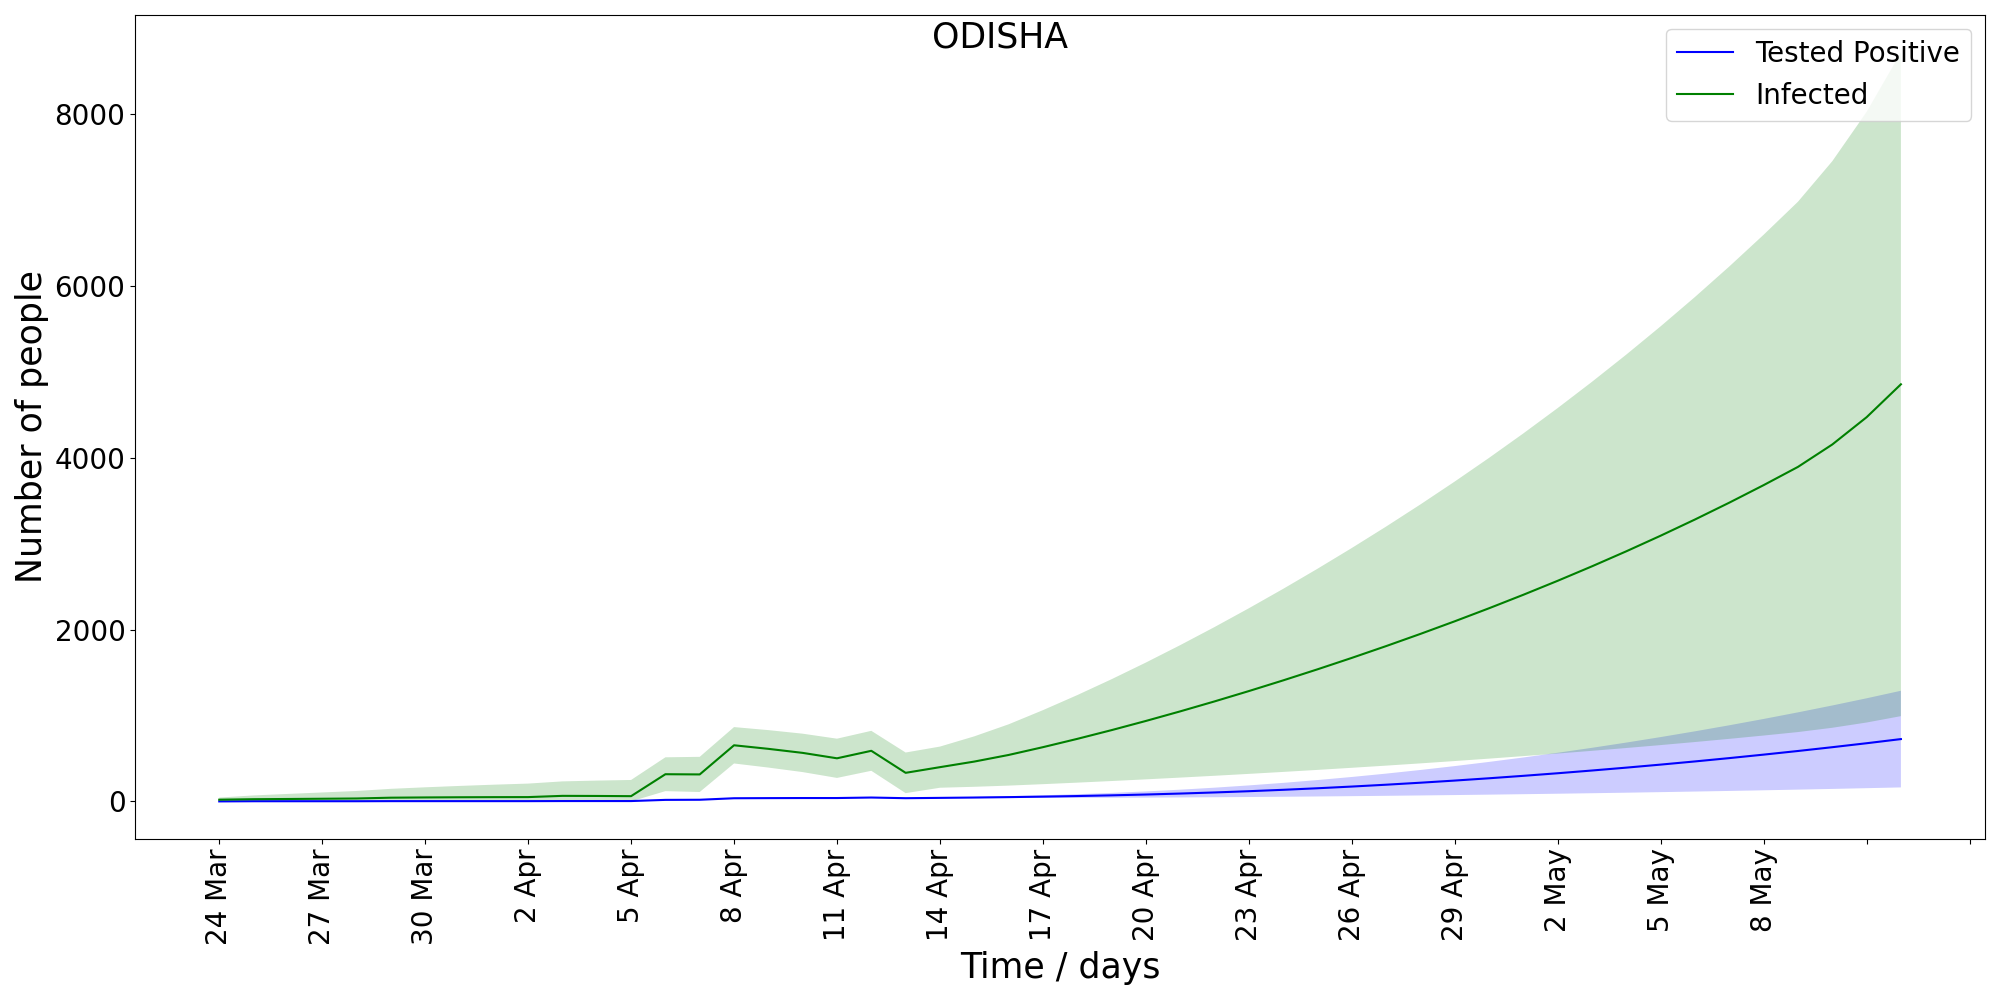 ODISHA
Tested Positive
Infected
Number of people
8000
6000
4000
2000
0
24 Mar
27 Mar
30 Mar
2 Apr
5 Apr
8 Apr
11 Apr
14 Apr
17 Apr
20 Apr
23 Apr
26 Apr
29 Apr
2 May
5 May
8 May
Time / days